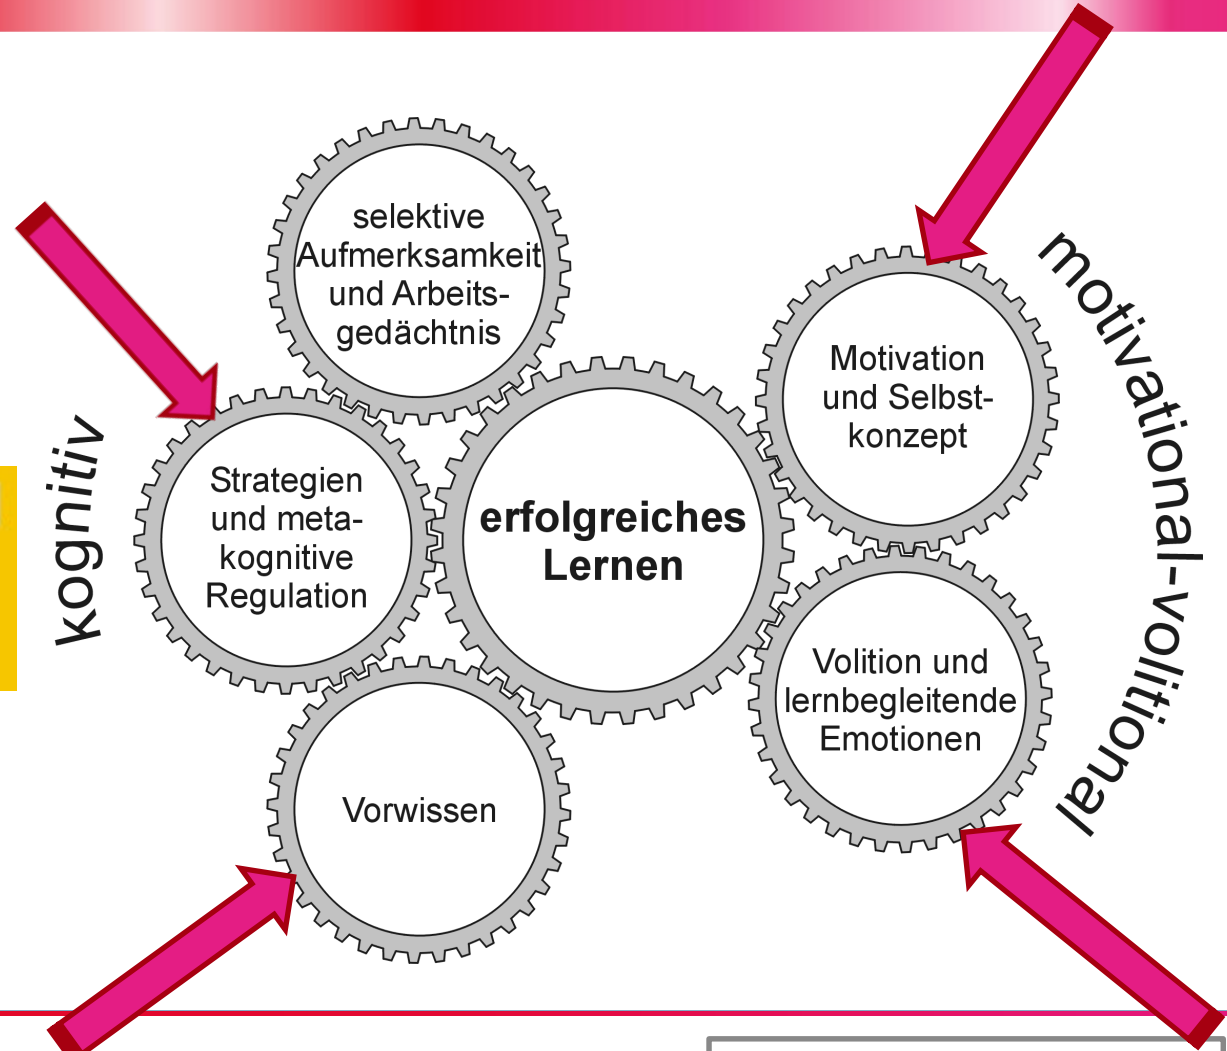 selektive
Aufmerksamkeit
und Arbeits-
gedächtnis
Strategien
und meta-
kognitive
Regulation
Vorwissen
erfolgreiches
Lernen
Motivation
und Selbst-
konzept
Volition und
lernbegleitende
Emotionen
kognitiv
motivational-volitional